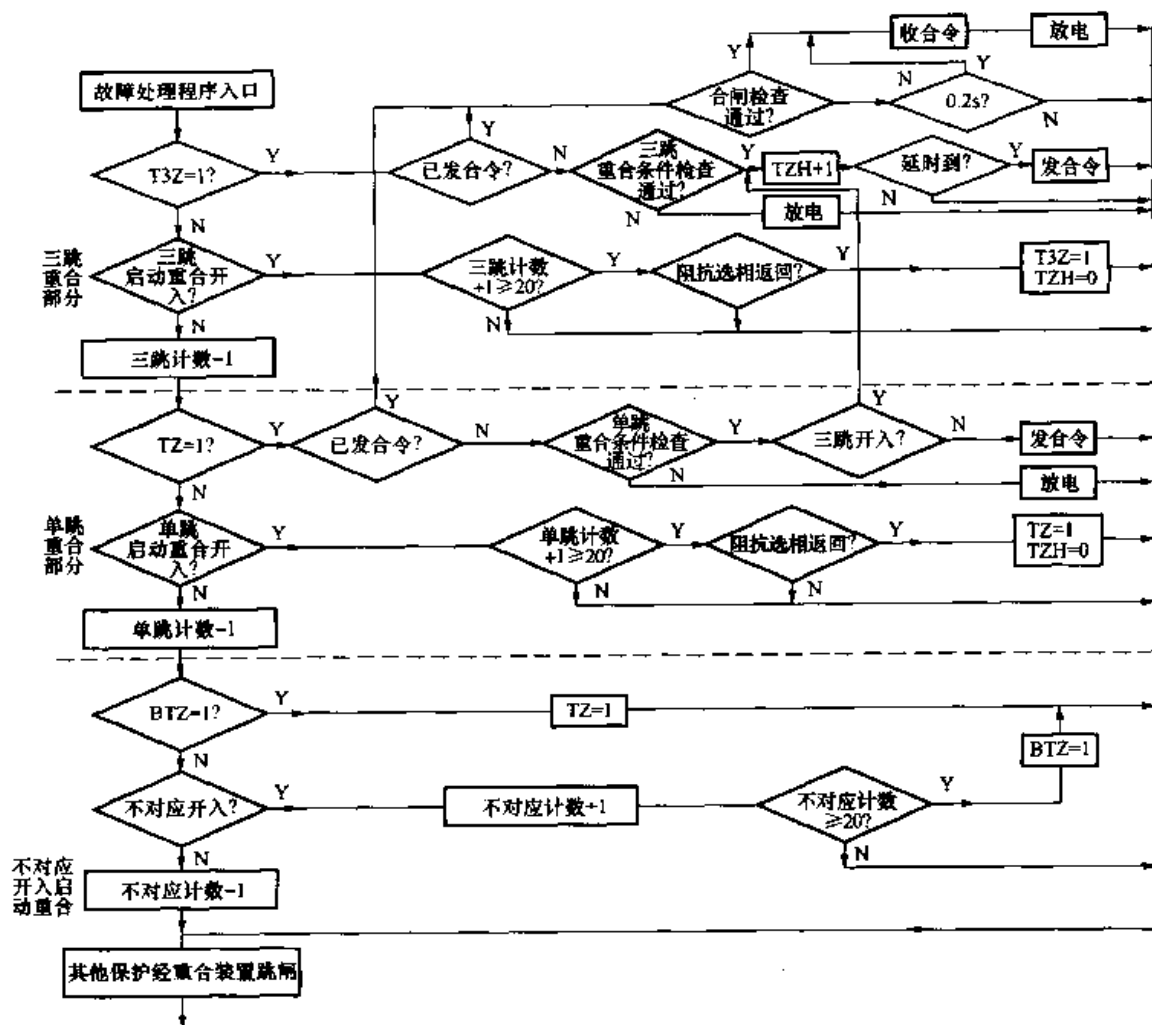 收合令
放电
Y
Y
故障处理程序入口
合闸检查
通过?
N
0.2s?
N
Y
T3Z=1?
Y
已发合令?
N
三跳
重合条件检查
通过?
Y
TZH+1
延时到?
Y
发合令
N
N
放电
N
三跳
重合
部分
三跳
启动重合开
入?
Y
三跳计数
+1≥20?
Y
阻抗选相返回?
Y
T3Z=1
TZH=0
N
N
三跳计数-1
Y
Y
TZ=1?
Y
已发合令?
N
单跳
重合条件检查
通过?
Y
三跳开入?
N
发合令
N
N
放电
单跳
重合
部分
单跳
启动重合开
入?
Y
单跳计数
+1≥20?
Y
阻抗选相返回?
Y
TZ=1
TZH=0
N
N
N
单跳计数-1
BTZ=1?
Y
TZ=1
N
BTZ=1
不对应开入?
Y
不对应计数+1
不对应计数
≥20?
Y
N
N
不对应
开入启
动重合
不对应计数-1
其他保护经重合装置跳闸